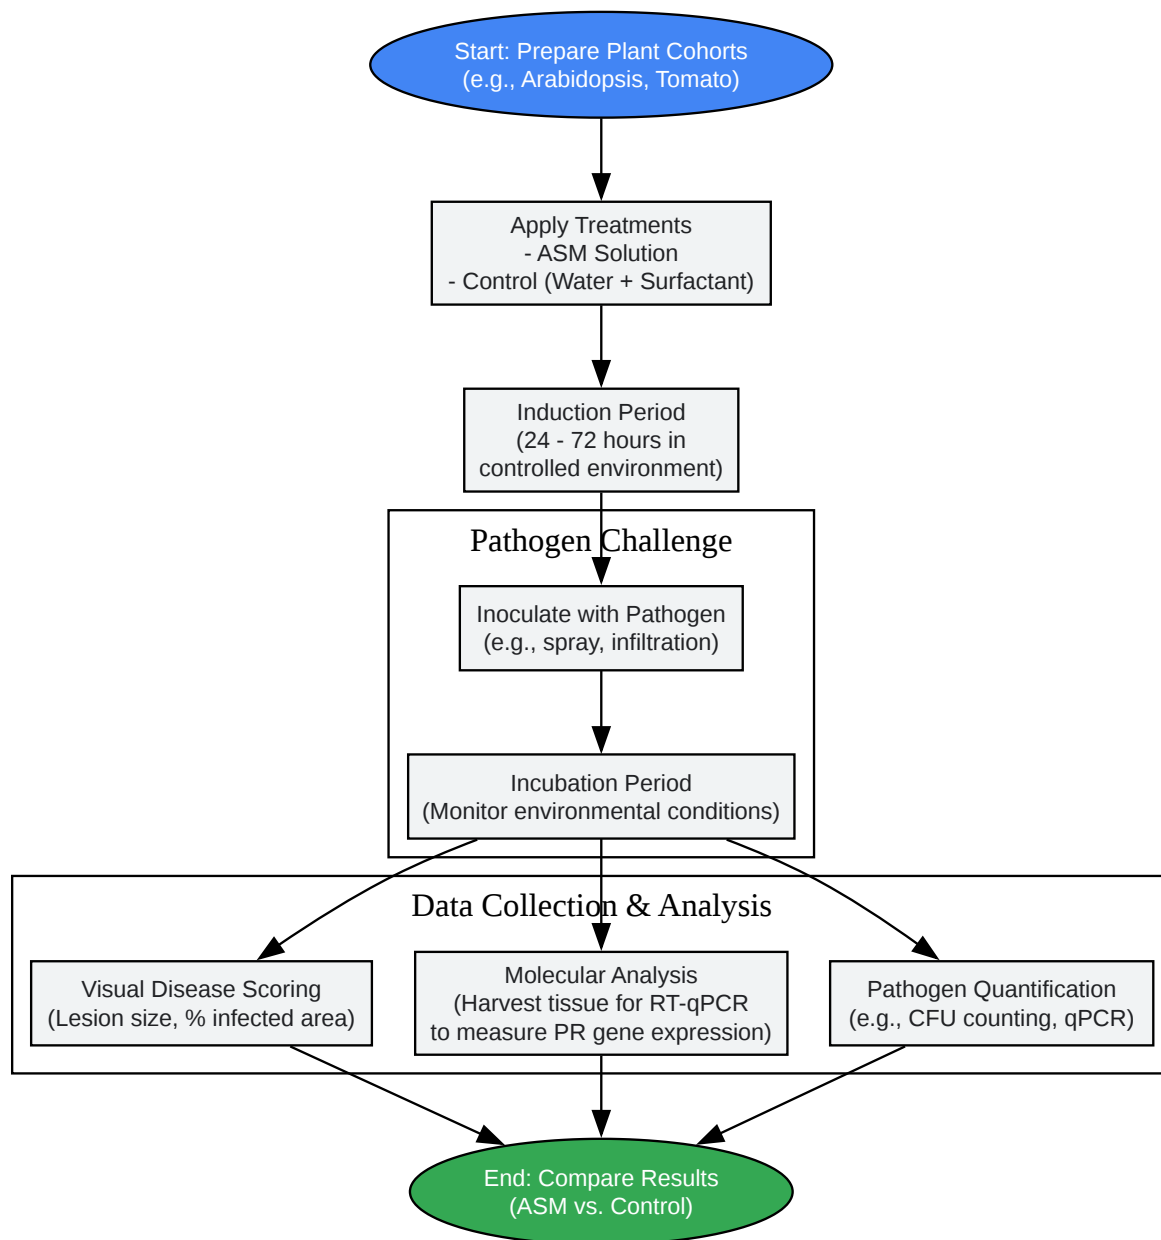 Start: Prepare Plant Cohorts
(e.g., Arabidopsis, Tomato)
Apply Treatments
- ASM Solution
- Control (Water + Surfactant)
Induction Period
(24 - 72 hours in
controlled environment)
Pathogen Challenge
Inoculate with Pathogen
(e.g., spray, infiltration)
Incubation Period
(Monitor environmental conditions)
Data Collection & Analysis
Visual Disease Scoring
(Lesion size, % infected area)
Molecular Analysis
(Harvest tissue for RT-qPCR
to measure PR gene expression)
Pathogen Quantification
(e.g., CFU counting, qPCR)
End: Compare Results
(ASM vs. Control)